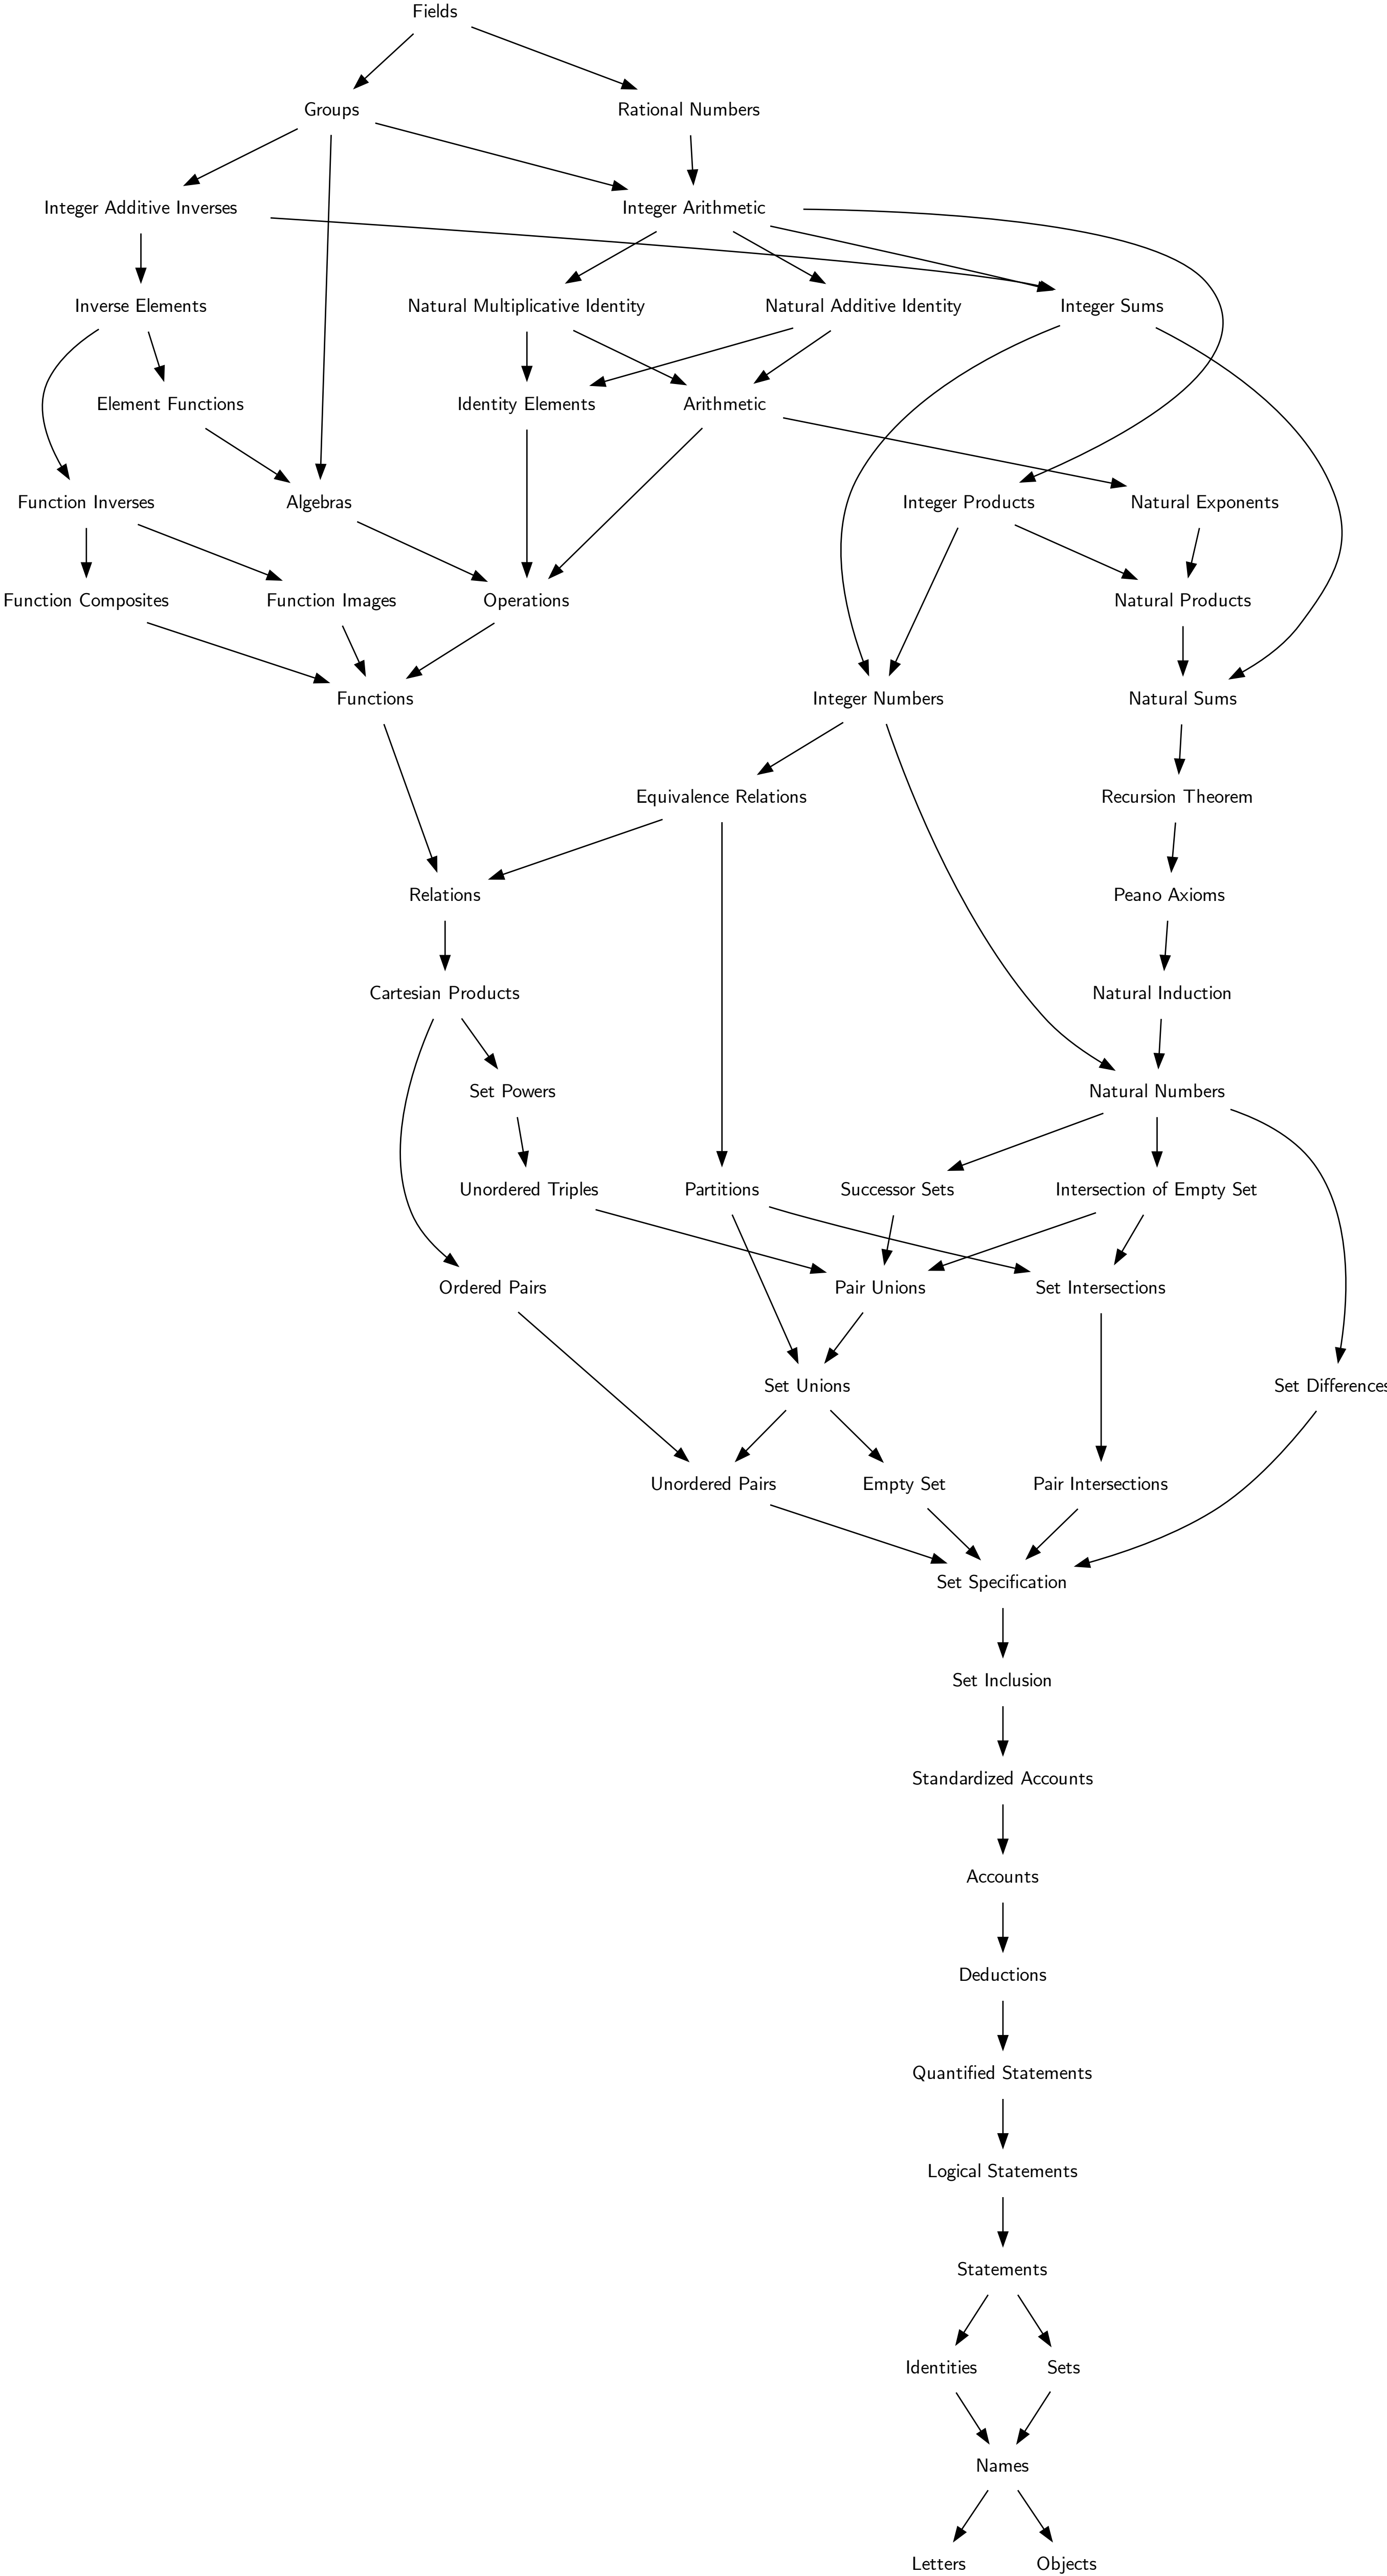 Fields
Groups
Rational Numbers
Integer Additive Inverses
Integer Arithmetic
Inverse Elements
Natural Multiplicative Identity
Natural Additive Identity
Integer Sums
Element Functions
Identity Elements
Arithmetic
Function Inverses
Algebras
Integer Products
Natural Exponents
Function Composites
Function Images
Operations
Natural Products
Functions
Integer Numbers
Natural Sums
Equivalence Relations
Recursion Theorem
Relations
Peano Axioms
Cartesian Products
Natural Induction
Set Powers
Natural Numbers
Unordered Triples
Partitions
Successor Sets
Intersection of Empty Set
Ordered Pairs
Pair Unions
Set Intersections
Set Unions
Set Differences
Unordered Pairs
Empty Set
Pair Intersections
Set Specification
Set Inclusion
Standardized Accounts
Accounts
Deductions
Quantified Statements
Logical Statements
Statements
Identities
Sets
Names
Letters
Objects